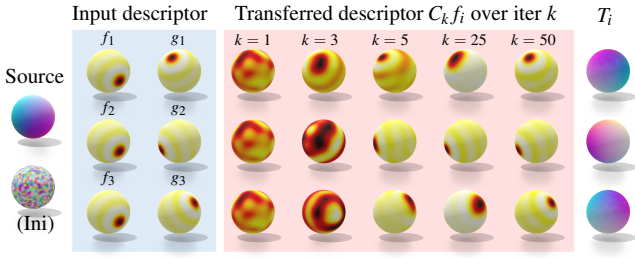 Input descriptor Transferred descriptor C_k f_i over iter k T_i
f_1 g_1 k = 1 k = 3 k = 5 k = 25 k = 50
Source
f_2 g_2
f_3 g_3
(Ini)